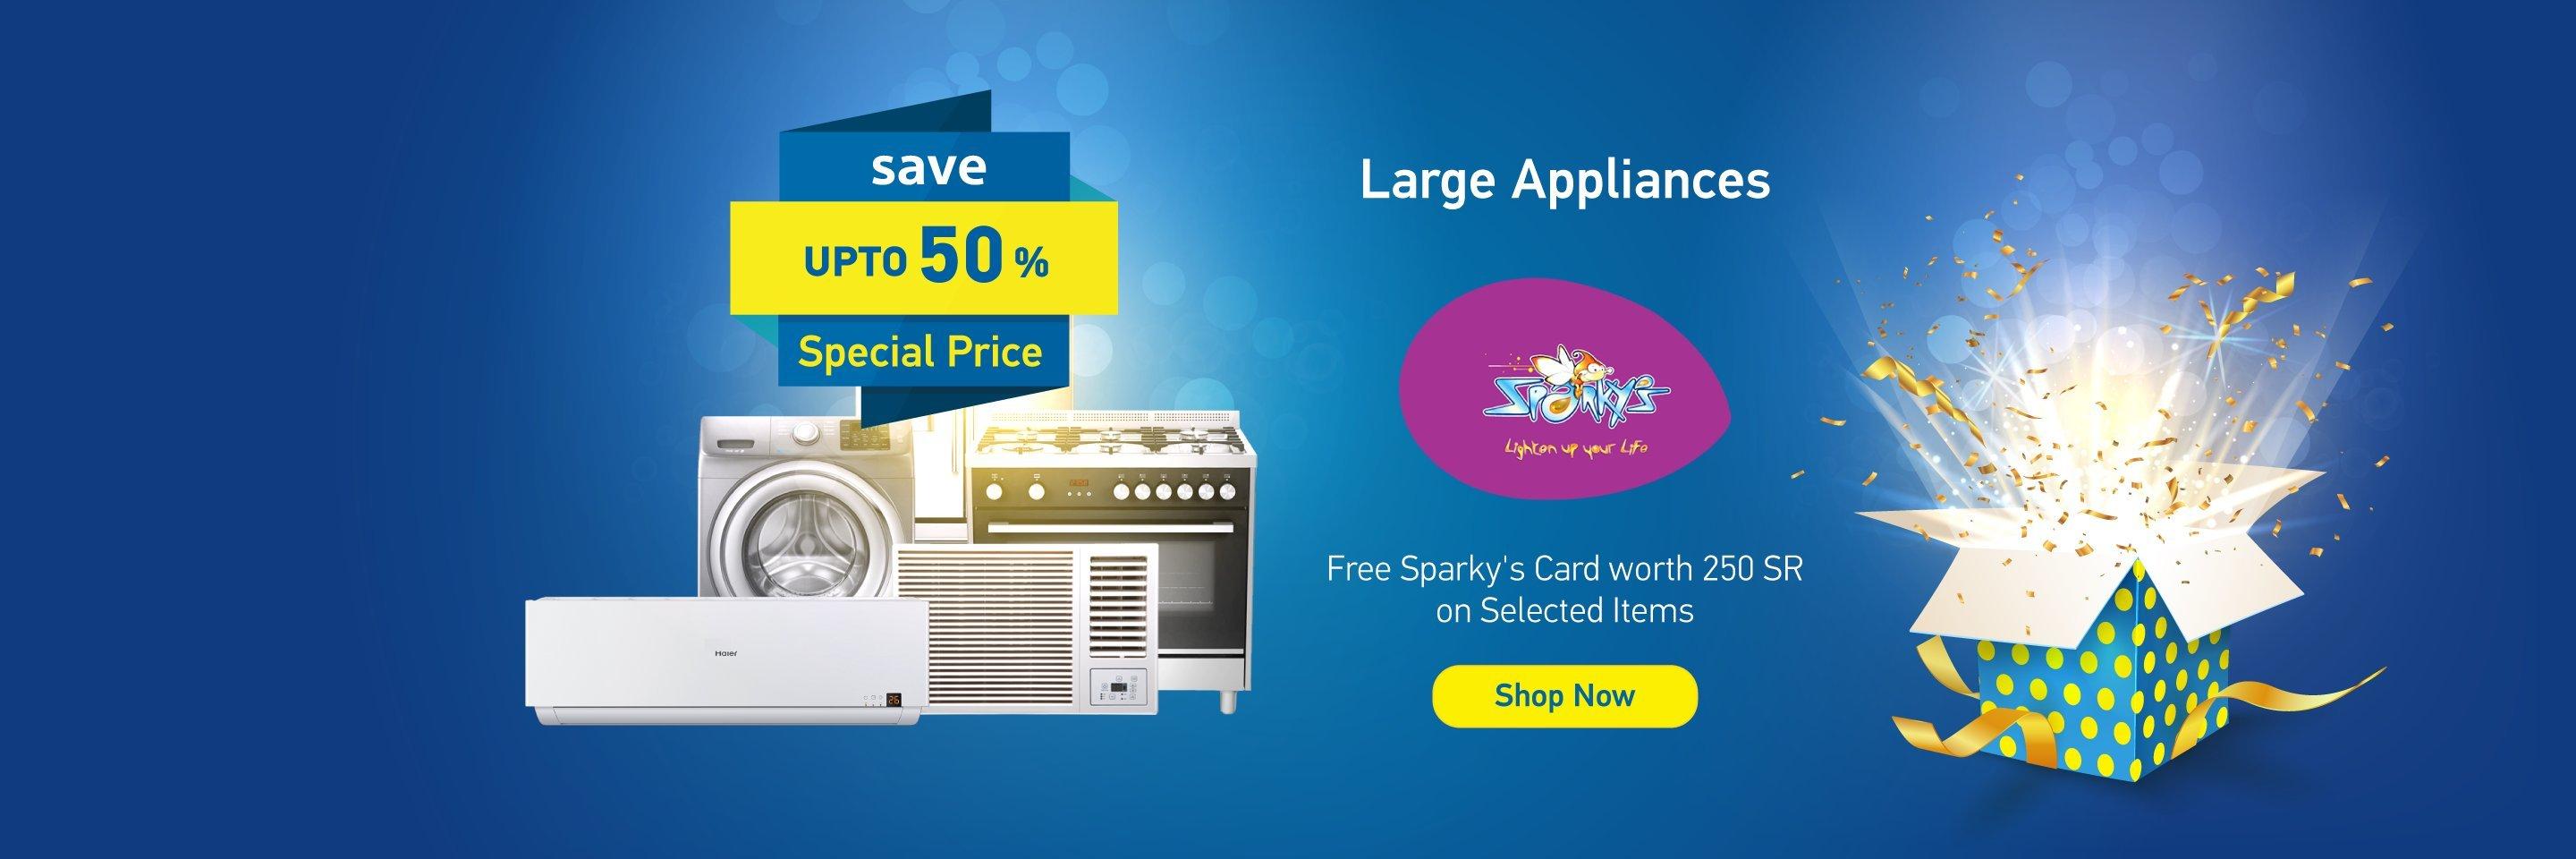 save
UPTO 50 %
Special Price
Haier
26
Large Appliances
Sparky's
Lighten up your Life
Free Sparky's Card worth 250 SR
on Selected Items
Shop Now